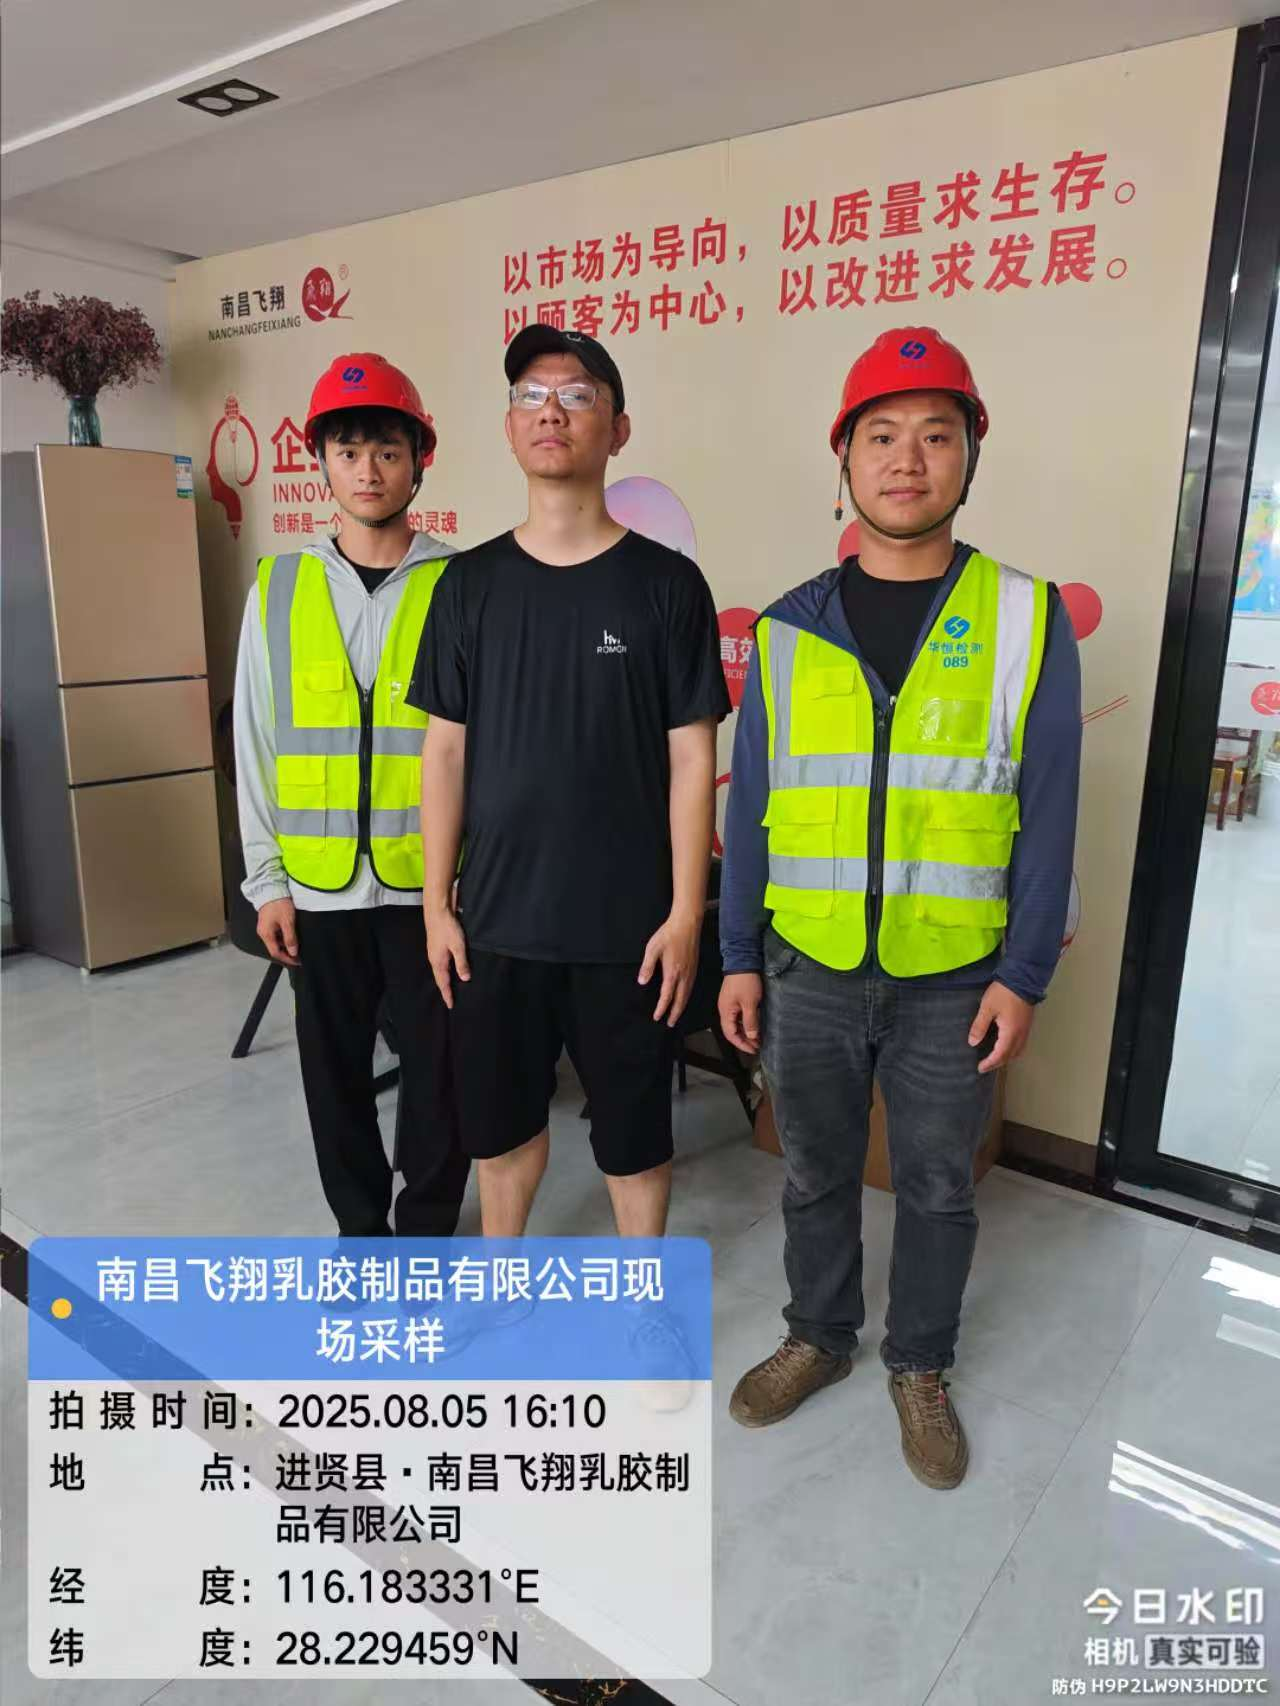 以市场为导向，以质量求生存。
以顾客为中心，以改进求发展。
南昌飞翔
NANCHANGFEIXIANG
飞翔
®
企
INNOVA
创新是一个
的灵魂
ROMON
华恒检测
089
南昌飞翔乳胶制品有限公司现
场采样
拍摄时间：2025.08.05 16:10
地点：进贤县·南昌飞翔乳胶制
品有限公司
经度：116.183331°E
纬度：28.229459°N
今日水印
相机 真实可验
防伪 H9P2LW9N3HDDTC